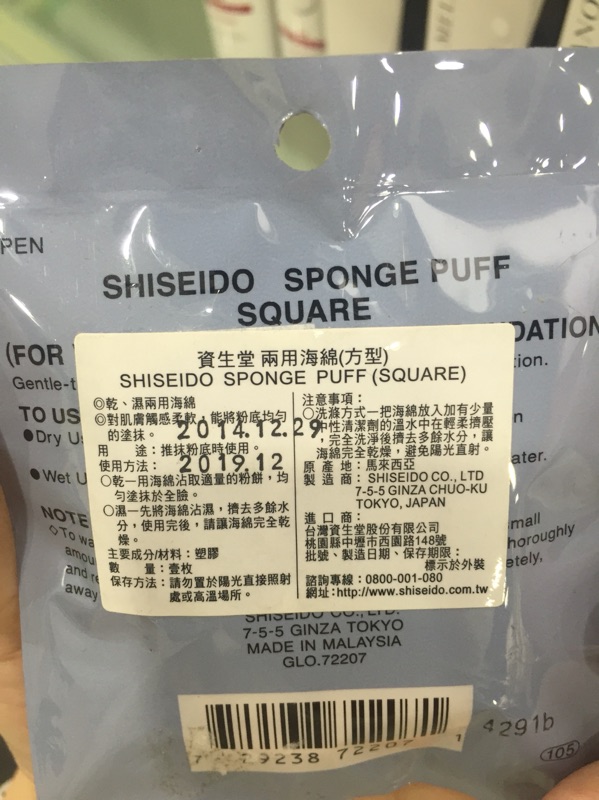 PEN
SHISEIDO SPONGE PUFF
SQUARE
(FOR
DATION
Gentle-t
tion.
TO US
Dry U
Wet U
ater.
NOTE
To wa
amou
and re
away
small
horoughly
etely,
資生堂 兩用海綿(方型)
SHISEIDO SPONGE PUFF (SQUARE)
◎乾、濕兩用海綿
◎對肌膚觸感柔軟,能將粉底均勻
的塗抹。
2014.12.29
用 途:推抹粉底時使用。
使用方法:
2019.12
○乾一用海綿沾取適量的粉餅,均
勻塗抹於全臉。
○濕一先將海綿沾濕,擠去多餘水
分,使用完後,請讓海綿完全乾
燥。
主要成分/材料:塑膠
數 量:壹枚
保存方法:請勿置於陽光直接照射
處或高溫場所。
注意事項:
○洗滌方式一把海綿放入加有少量
中性清潔劑的溫水中在輕柔擠壓
,完全洗淨後擠去多餘水分,讓
海綿完全乾燥,避免陽光直射。
原 產 地:馬來西亞
製 造 商:SHISEIDO CO., LTD
7-5-5 GINZA CHUO-KU
TOKYO, JAPAN
進 口 商:
台灣資生堂股份有限公司
桃園縣中壢市西園路148號
批號、製造日期、保存期限:
標示於外裝
諮詢專線:0800-001-080
網址:http://www.shiseido.com.tw
SHISEIDO CO., LTD.
7-5-5 GINZA TOKYO
MADE IN MALAYSIA
GLO.72207
4291b
105